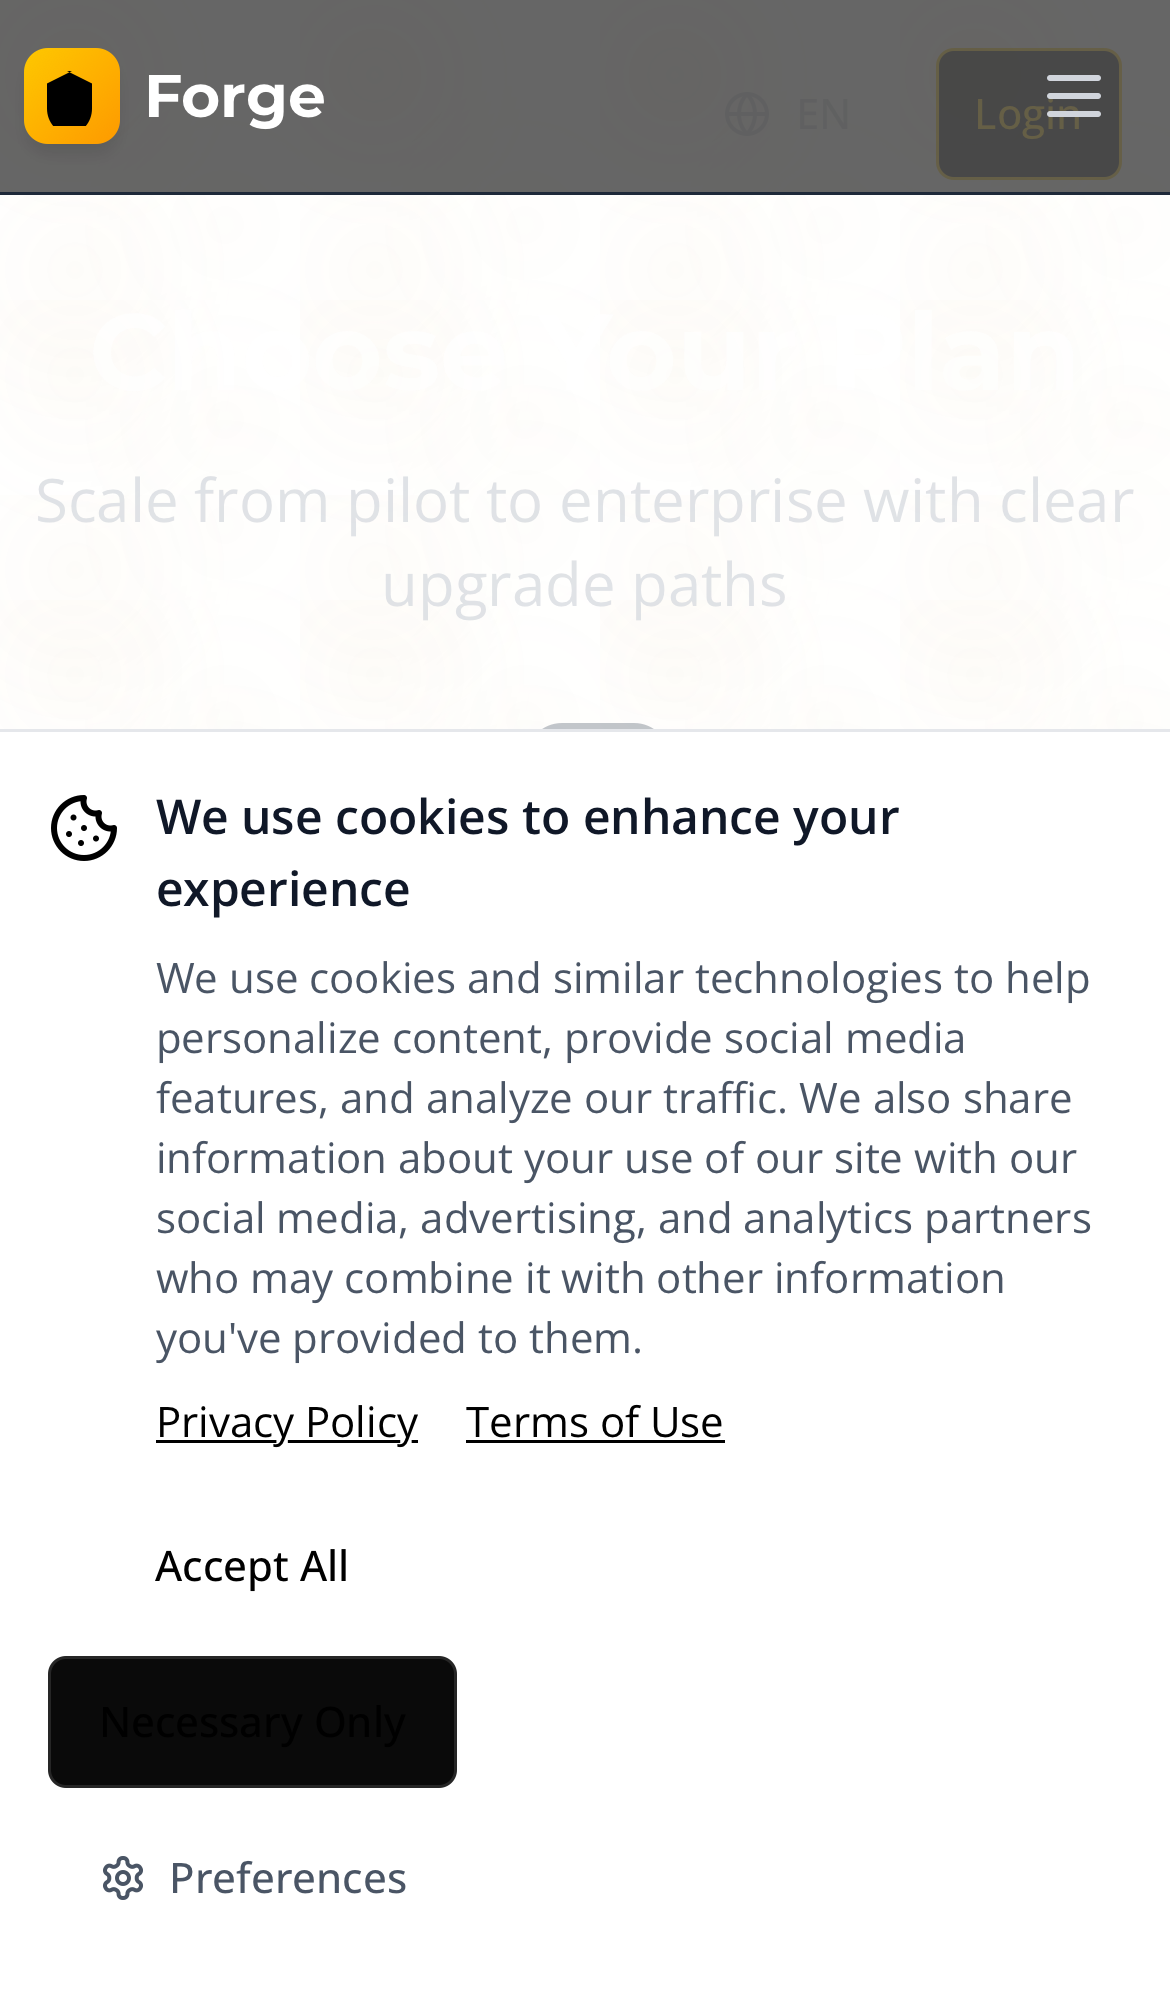 Forge
EN
Login
Scale from pilot to enterprise with clear
upgrade paths
We use cookies to enhance your
experience
We use cookies and similar technologies to help
personalize content, provide social media
features, and analyze our traffic. We also share
information about your use of our site with our
social media, advertising, and analytics partners
who may combine it with other information
you've provided to them.
Privacy Policy Terms of Use
Accept All
Necessary Only
Preferences